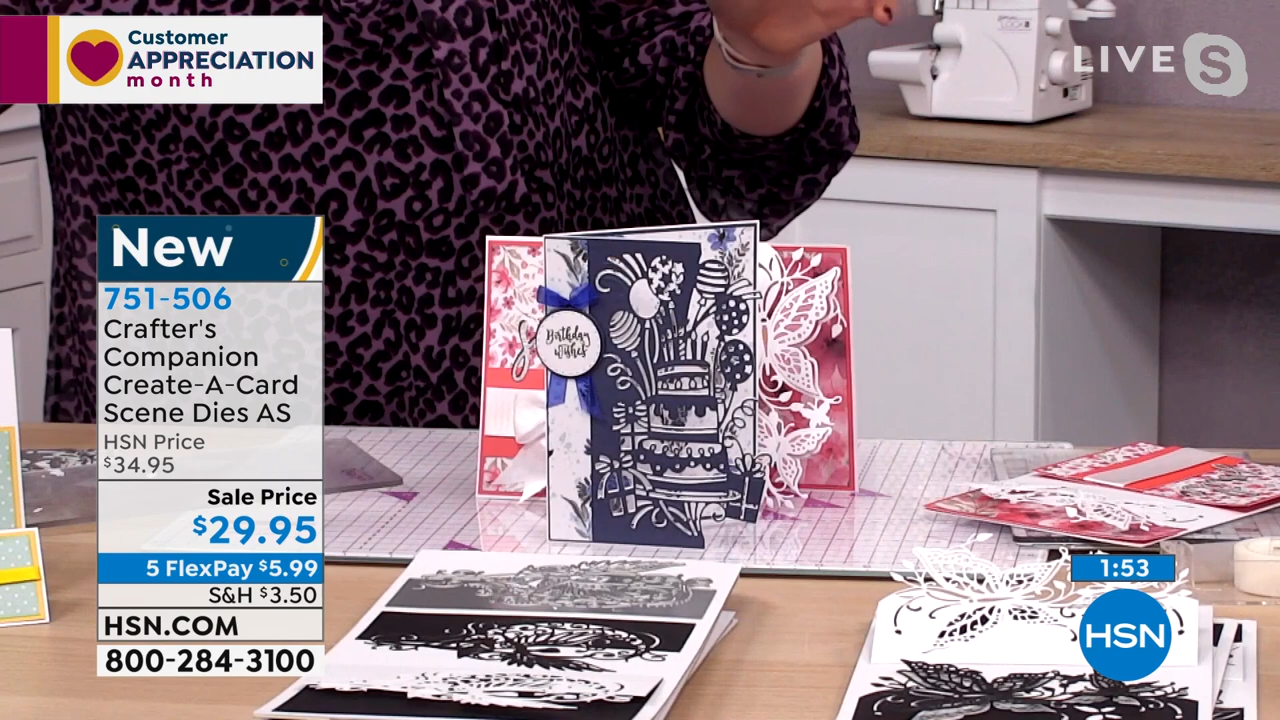 Customer
APPRECIATION
month
LIVE S
New
751-506
Crafter's
Companion
Create-A-Card
Scene Dies AS
HSN Price
$34.95
Sale Price
$29.95
5 FlexPay $5.99
S&H $3.50
HSN.COM
800-284-3100
Birthday
Wishes
1:53
HSN